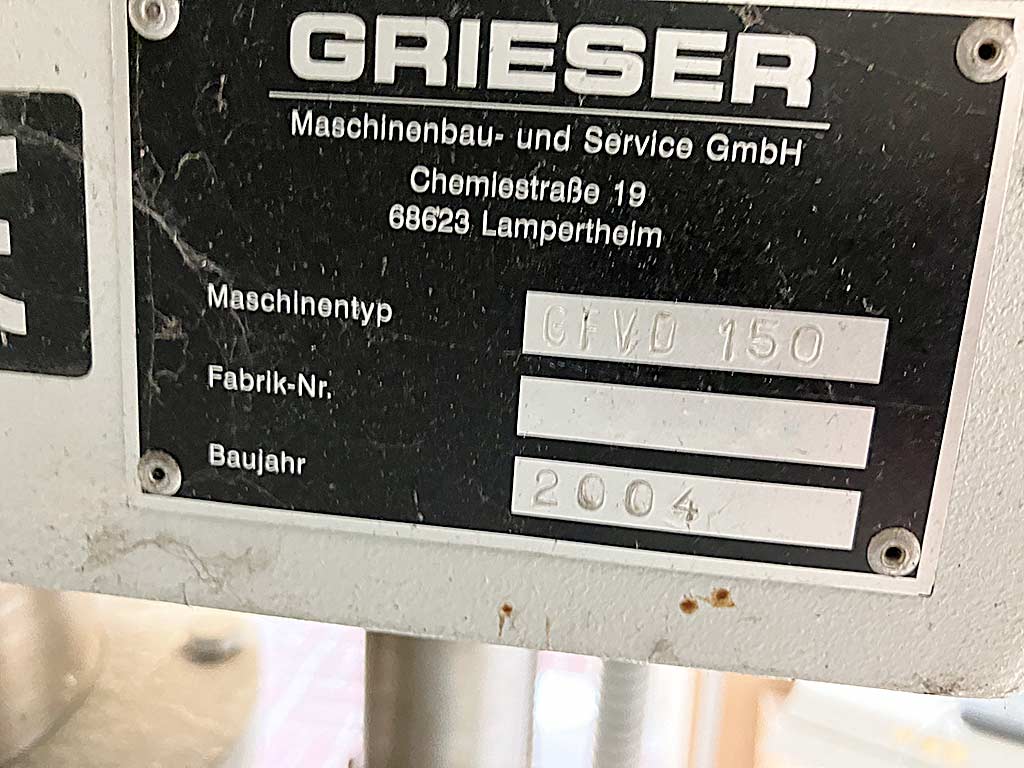 GRIESER
Maschinenbau- und Service GmbH
Chemiestraße 19
68623 Lampertheim
Maschinentyp GFVD 150
Fabrik-Nr.
Baujahr 2004